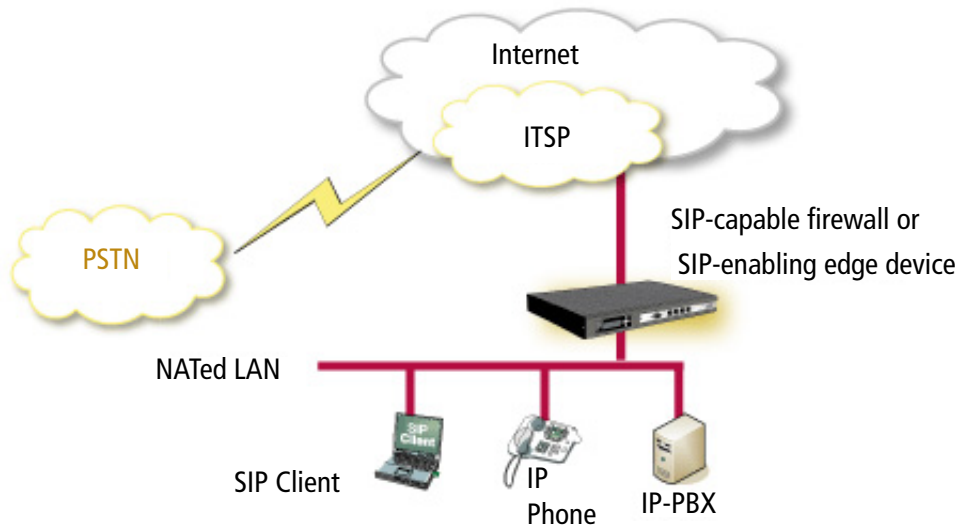 Internet
ITSP
SIP-capable firewall or
SIP-enabling edge device
PSTN
NATed LAN
SIP
Client
SIP Client
IP
Phone
IP-PBX